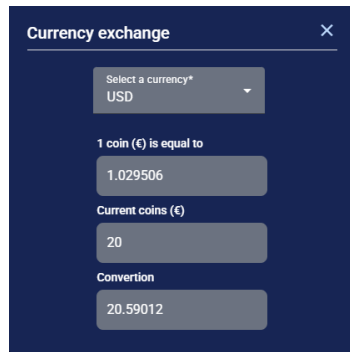 Currency exchange
Select a currency*
USD
1 coin (€) is equal to
1.029506
Current coins (€)
20
Convertion
20.59012